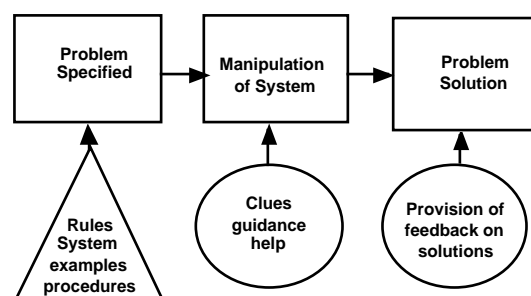 Problem
Specified
Manipulation
of System
Problem
Solution
Rules
System
examples
procedures
Clues
guidance
help
Provision of
feedback on
solutions